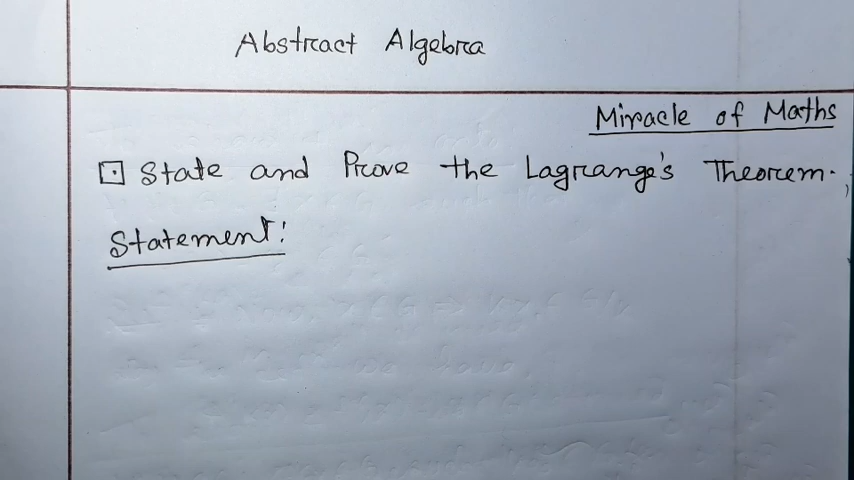 Abstract Algebra
Miracle of Maths
⊡ State and Prove the Lagrange's Theorem.
Statement: